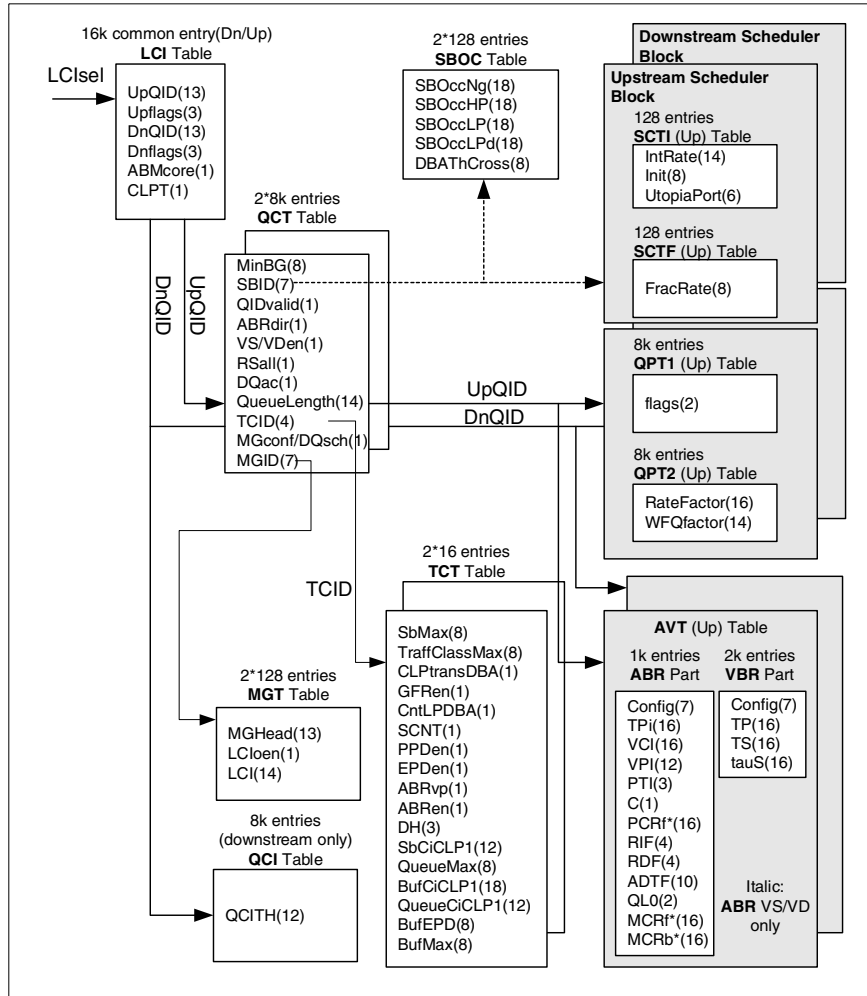 16k common entry(Dn/Up)
LCI Table
LCIsel
UpQID(13)
Upflags(3)
DnQID(13)
Dnflags(3)
ABMcore(1)
CLPT(1)
DnQID
UpQID
2*128 entries
SBOC Table
SBOccNg(18)
SBOccHP(18)
SBOccLP(18)
SBOccLPd(18)
DBAThCross(8)
Downstream Scheduler
Block
Upstream Scheduler
Block
128 entries
SCTI (Up) Table
IntRate(14)
Init(8)
UtopiaPort(6)
128 entries
SCTF (Up) Table
FracRate(8)
2*8k entries
QCT Table
MinBG(8)
SBID(7)
QIDvalid(1)
ABRdir(1)
VS/VDen(1)
RSall(1)
DQac(1)
QueueLength(14)
TCID(4)
MGconf/DQsch(1)
MGID(7)
UpQID
DnQID
8k entries
QPT1 (Up) Table
flags(2)
8k entries
QPT2 (Up) Table
RateFactor(16)
WFQfactor(14)
TCID
2*16 entries
TCT Table
SbMax(8)
TraffClassMax(8)
CLPtransDBA(1)
GFRen(1)
CntLPDBA(1)
SCNT(1)
PPDen(1)
EPDen(1)
ABRvp(1)
ABRen(1)
DH(3)
SbCiCLP1(12)
QueueMax(8)
BufCiCLP1(18)
QueueCiCLP1(12)
BufEPD(8)
BufMax(8)
2*128 entries
MGT Table
MGHead(13)
LCIoen(1)
LCI(14)
8k entries
(downstream only)
QCI Table
QCITH(12)
AVT (Up) Table
1k entries
ABR Part
Config(7)
TPi(16)
VCI(16)
VPI(12)
PTI(3)
C(1)
PCRf*(16)
RIF(4)
RDF(4)
ADTF(10)
QL0(2)
MCRf*(16)
MCRb*(16)
2k entries
VBR Part
Config(7)
TP(16)
TS(16)
tauS(16)
Italic:
ABR VS/VD
only